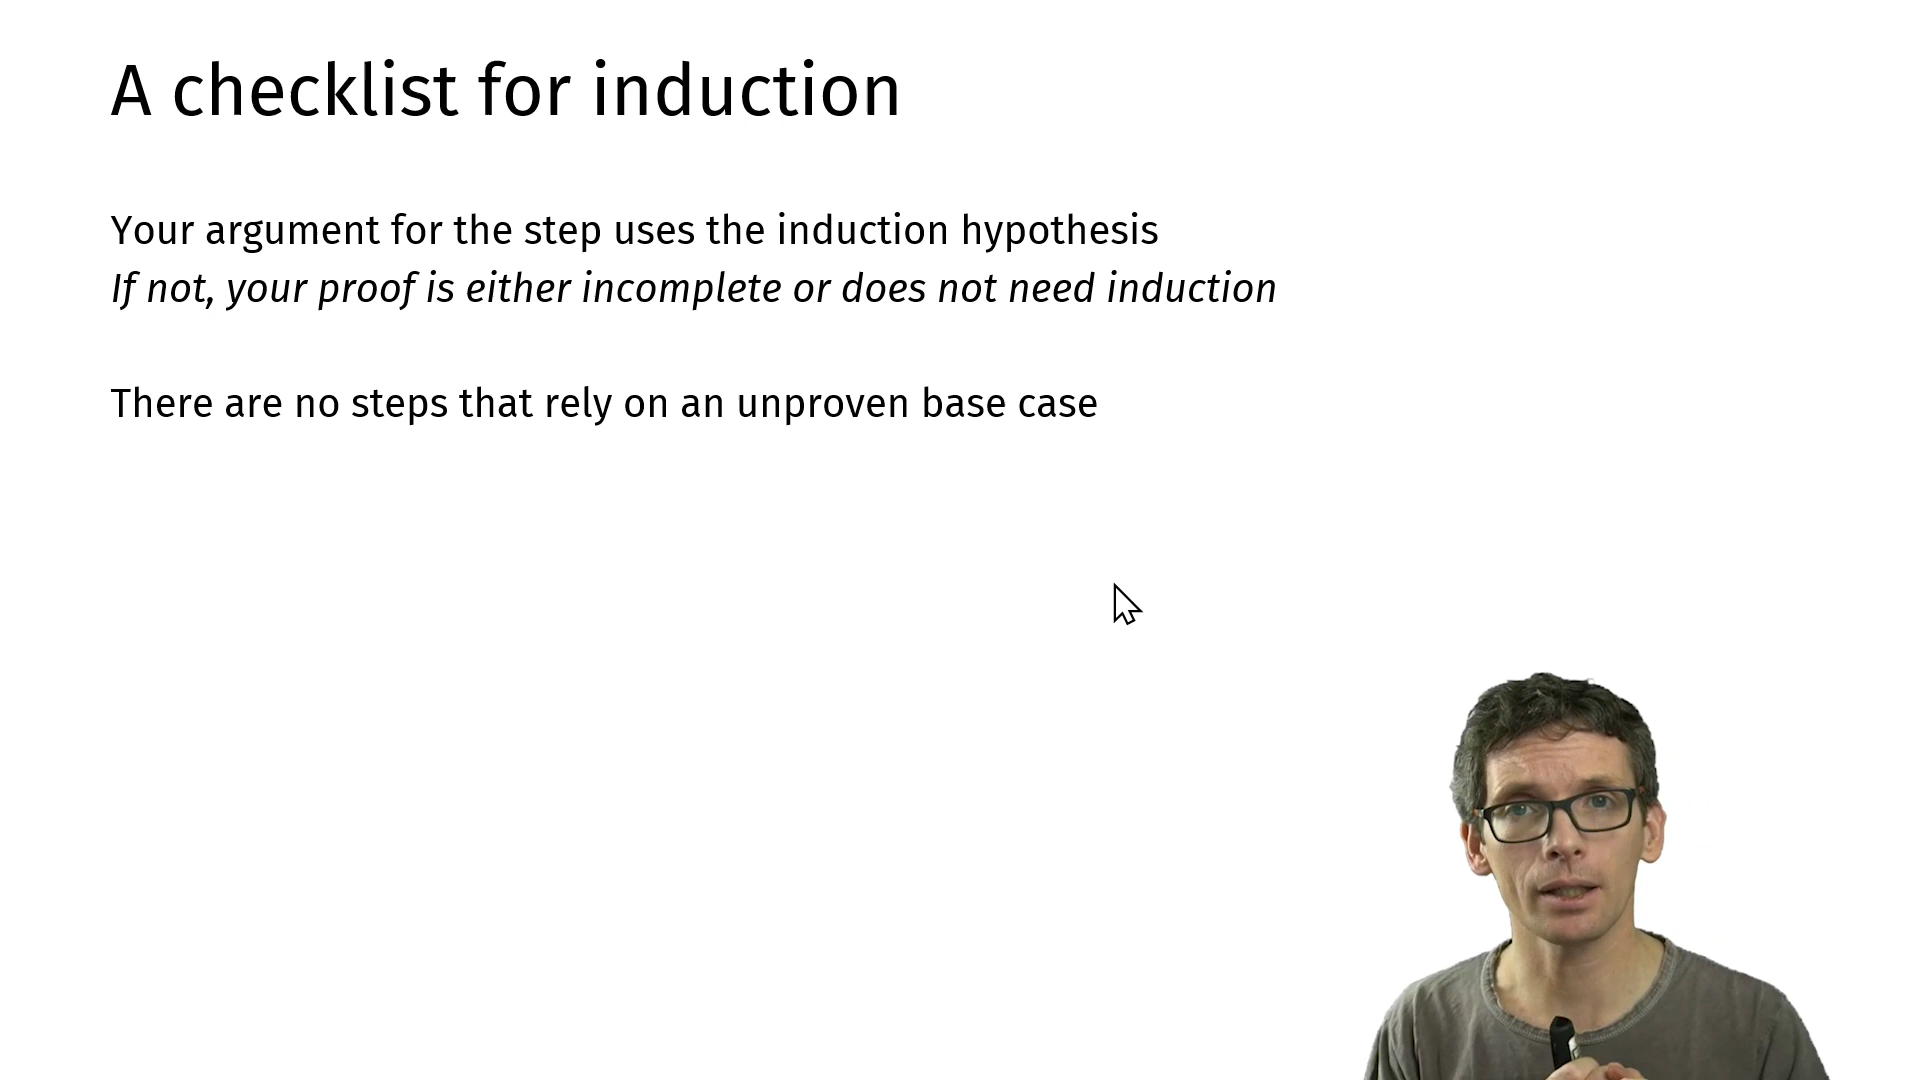 A checklist for induction
Your argument for the step uses the induction hypothesis
If not, your proof is either incomplete or does not need induction
There are no steps that rely on an unproven base case